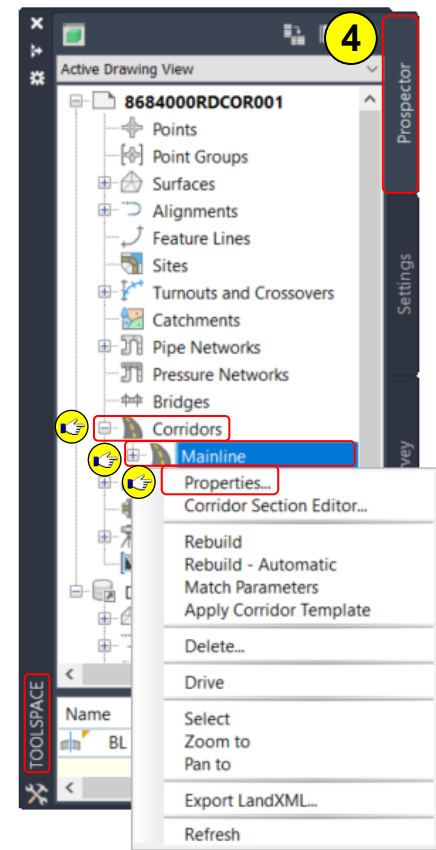 4
Active Drawing View
Prospector
8684000RDCOR001
Points
Point Groups
Surfaces
Alignments
Feature Lines
Sites
Settings
Turnouts and Crossovers
Catchments
Pipe Networks
Pressure Networks
Bridges
Corridors
Mainline
Properties...
Corridor Section Editor...
Rebuild
Rebuild - Automatic
Match Parameters
Apply Corridor Template
Delete...
Drive
Select
Zoom to
Pan to
Export LandXML...
Refresh
TOOLSPACE
Name
BL